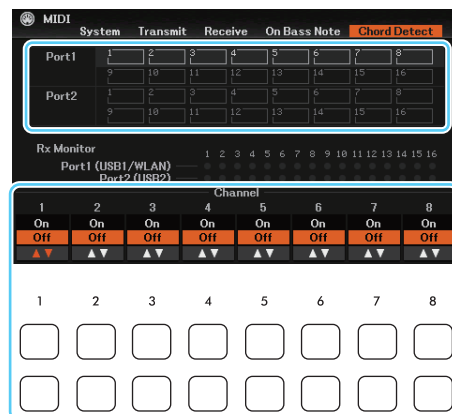 MIDI
System Transmit Receive On Bass Note Chord Detect
Port1 1 2 3 4 5 6 7 8
9 10 11 12 13 14 15 16
Port2 1 2 3 4 5 6 7 8
9 10 11 12 13 14 15 16
Rx Monitor 1 2 3 4 5 6 7 8 9 10 11 12 13 14 15 16
Port1 (USB1/WLAN)
Port2 (USB2)
Channel
1 2 3 4 5 6 7 8
On On On On On On On On
Off Off Off Off Off Off Off Off
▲▼ ▲▼ ▲▼ ▲▼ ▲▼ ▲▼ ▲▼ ▲▼
1 2 3 4 5 6 7 8